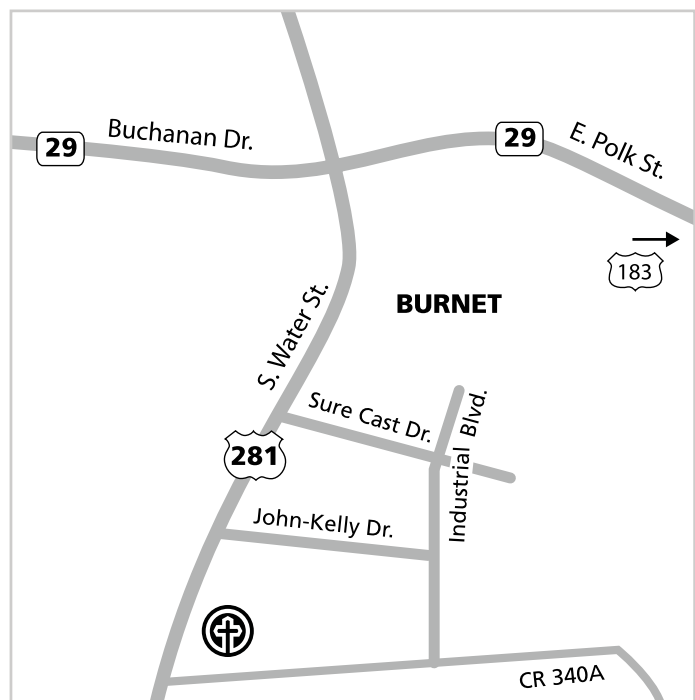 Buchanan Dr.
29
29
E. Polk St.
183
BURNET
S. Water St.
Sure Cast Dr.
Industrial Blvd.
281
John-Kelly Dr.
CR 340A